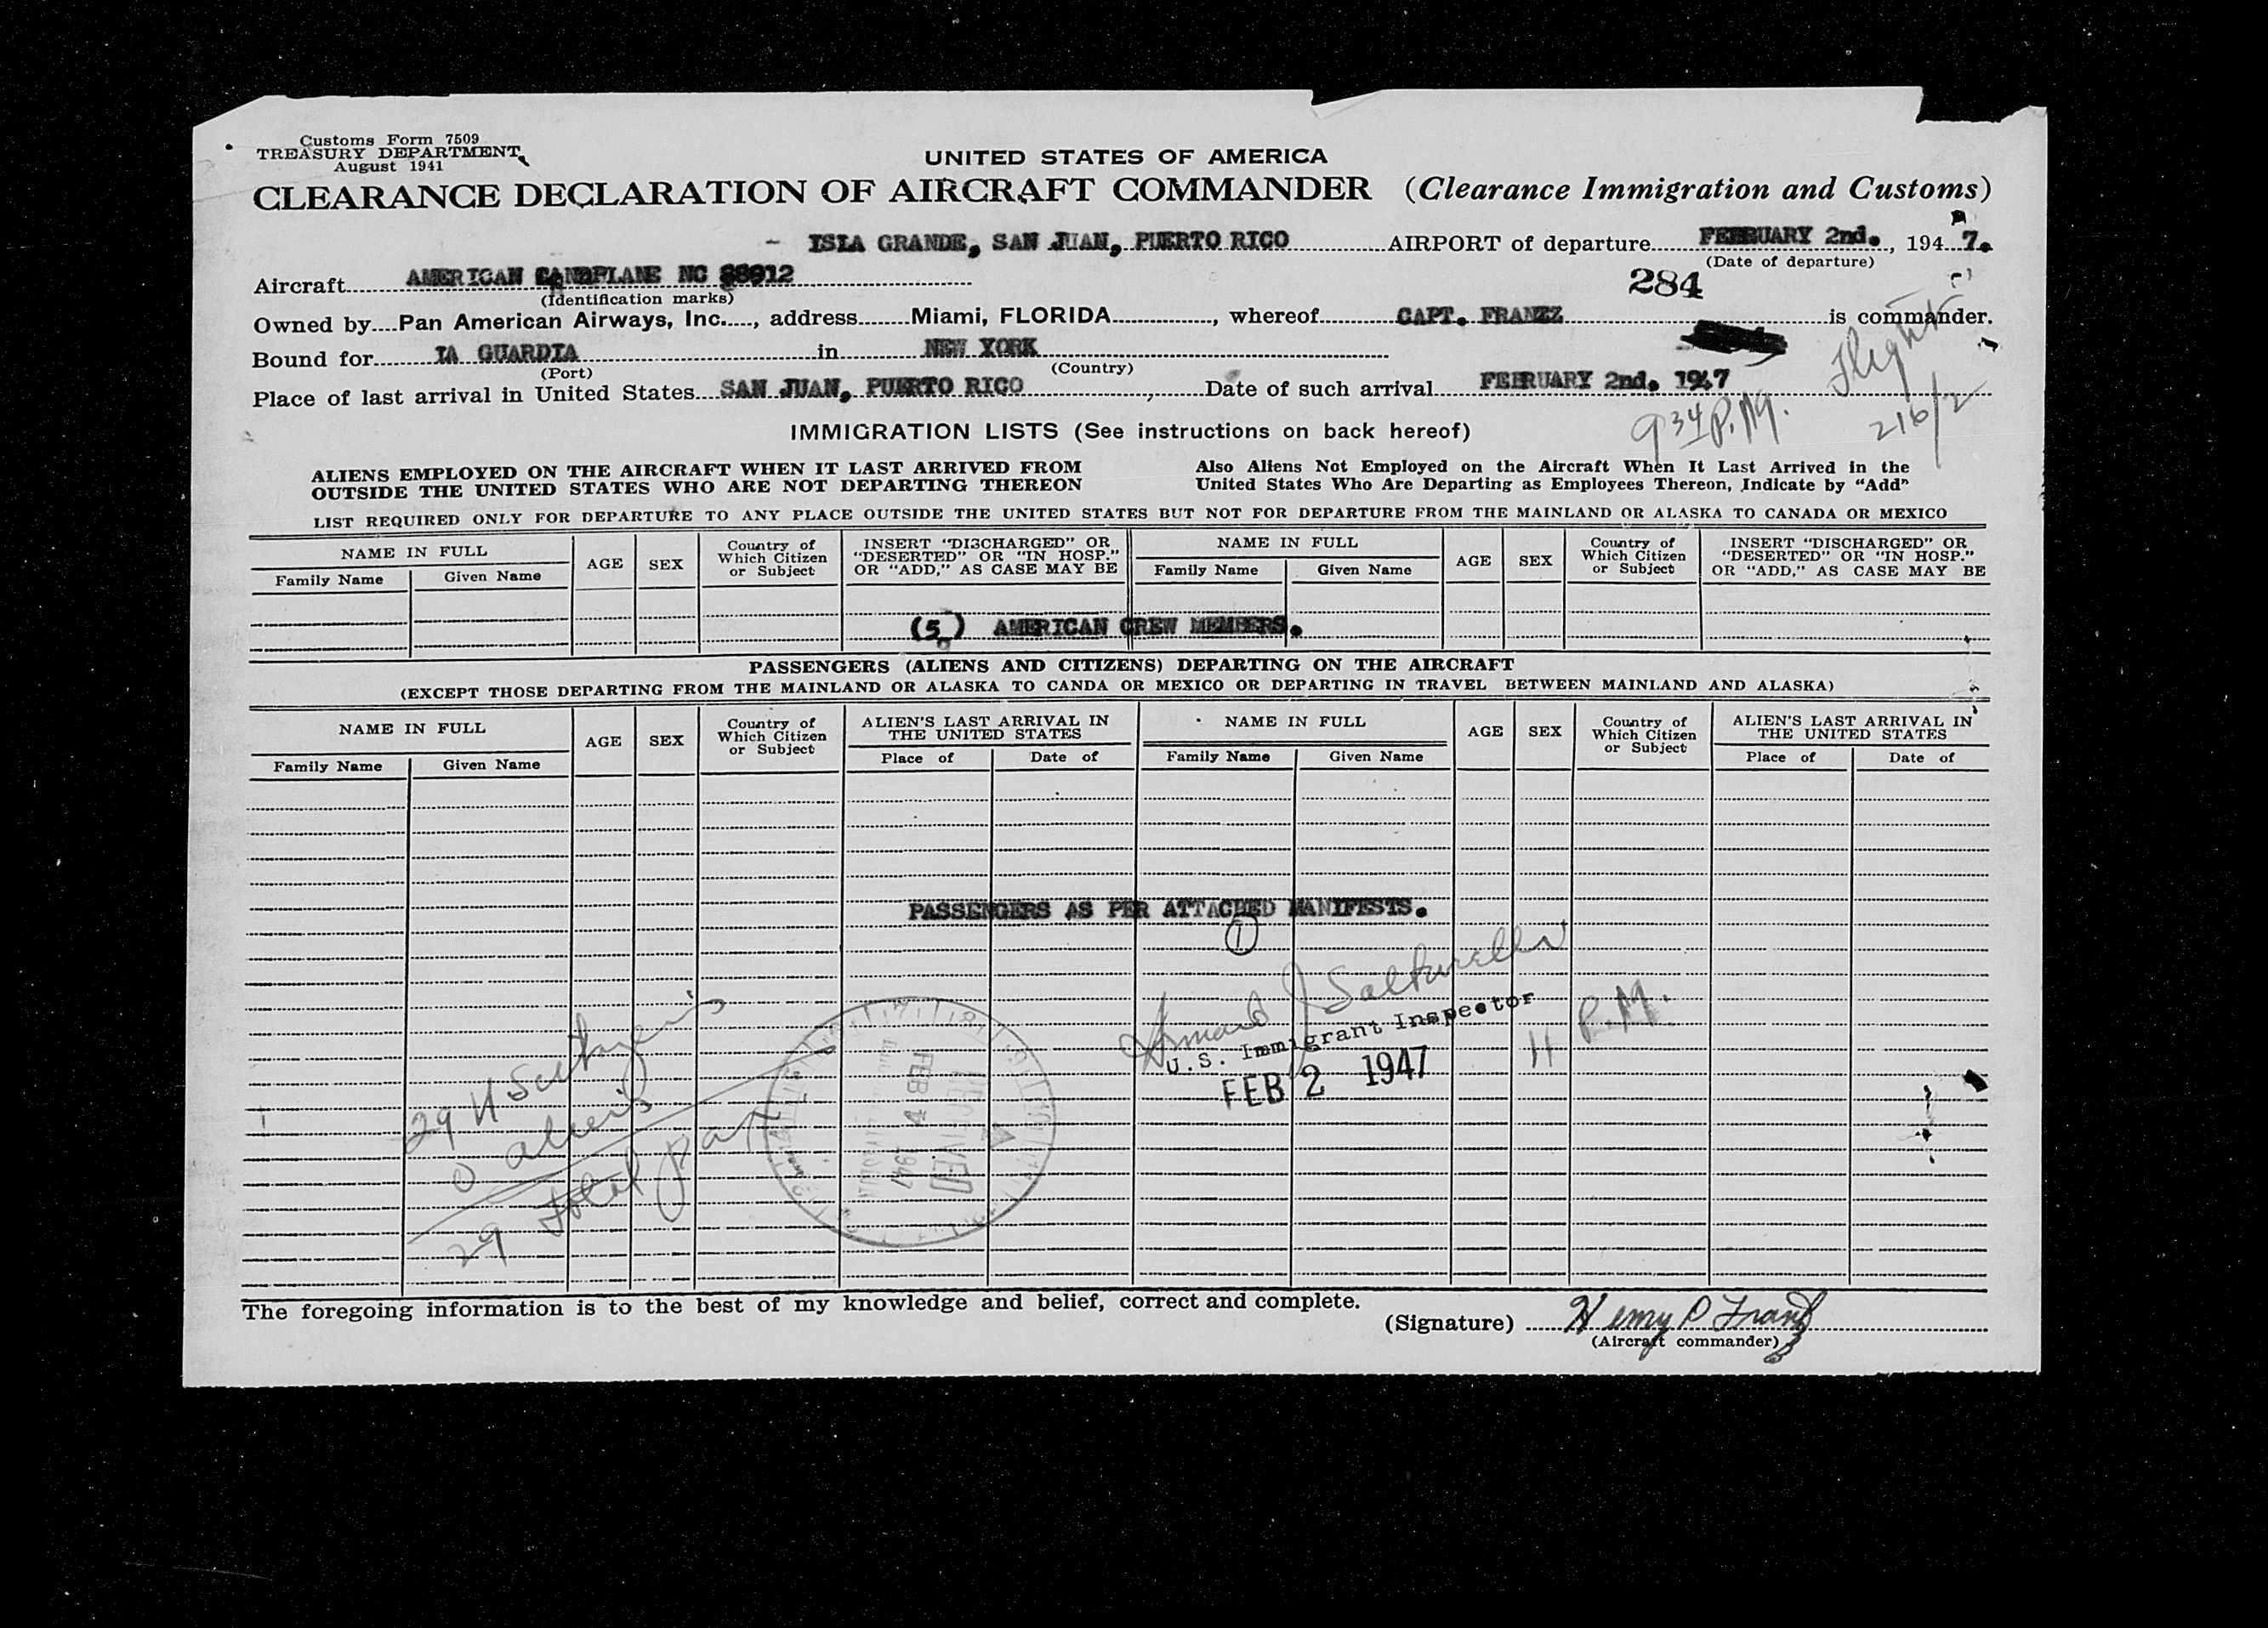 Customs Form 7509
TREASURY DEPARTMENT
August 1941
UNITED STATES OF AMERICA
CLEARANCE DECLARATION OF AIRCRAFT COMMANDER (Clearance Immigration and Customs)
- ISLA GRANDE, SAN JUAN, PUERTO RICO AIRPORT of departure FEBRUARY 2nd., 1947.
(Date of departure)
Aircraft AMERICAN LANDPLANE NC 88912
(Identification marks)
284
Owned by Pan American Airways, Inc., address Miami, FLORIDA, whereof CAPT. FRANZ is commander.
Bound for LA GUARDIA in NEW YORK
(Port) (Country)
Flight
216/2
Place of last arrival in United States SAN JUAN, PUERTO RICO, Date of such arrival FEBRUARY 2nd. 1947
9 34 P.M.
IMMIGRATION LISTS (See instructions on back hereof)
ALIENS EMPLOYED ON THE AIRCRAFT WHEN IT LAST ARRIVED FROM Also Aliens Not Employed on the Aircraft When It Last Arrived in the
OUTSIDE THE UNITED STATES WHO ARE NOT DEPARTING THEREON United States Who Are Departing as Employees Thereon, Indicate by "Add"
LIST REQUIRED ONLY FOR DEPARTURE TO ANY PLACE OUTSIDE THE UNITED STATES BUT NOT FOR DEPARTURE FROM THE MAINLAND OR ALASKA TO CANADA OR MEXICO
NAME IN FULL AGE SEX Country of Which Citizen or Subject INSERT "DISCHARGED" OR "DESERTED" OR "IN HOSP." OR "ADD," AS CASE MAY BE NAME IN FULL AGE SEX Country of Which Citizen or Subject INSERT "DISCHARGED" OR "DESERTED" OR "IN HOSP." OR "ADD," AS CASE MAY BE
Family Name Given Name Family Name Given Name
(5) AMERICAN CREW MEMBERS.
PASSENGERS (ALIENS AND CITIZENS) DEPARTING ON THE AIRCRAFT
(EXCEPT THOSE DEPARTING FROM THE MAINLAND OR ALASKA TO CANDA OR MEXICO OR DEPARTING IN TRAVEL BETWEEN MAINLAND AND ALASKA)
NAME IN FULL AGE SEX Country of Which Citizen or Subject ALIEN'S LAST ARRIVAL IN THE UNITED STATES NAME IN FULL AGE SEX Country of Which Citizen or Subject ALIEN'S LAST ARRIVAL IN THE UNITED STATES
Family Name Given Name Place of Date of Family Name Given Name Place of Date of
PASSENGERS AS PER ATTACHED MANIFESTS.
1
U.S. Immigrant Inspector
FEB 2 1947
11 P.M.
29
0 aliens
29 total pax
RECEIVED
FEB 4 1947
The foregoing information is to the best of my knowledge and belief, correct and complete.
(Signature) Henry P Franz
(Aircraft commander)